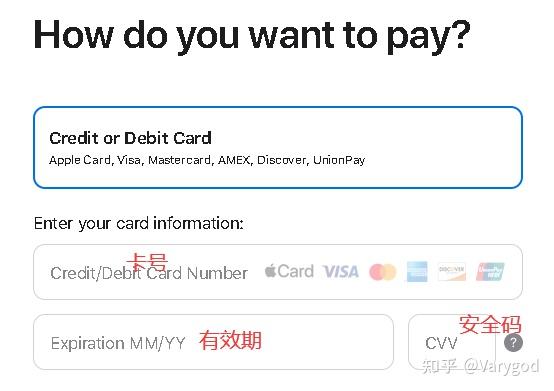 How do you want to pay?
Credit or Debit Card
Apple Card, Visa, Mastercard, AMEX, Discover, UnionPay
Enter your card information:
卡号
Credit/Debit Card Number Card VISA AMEX DISCOVER UnionPay
Expiration MM/YY 有效期
安全码
CVV ?
知乎 @Varygod